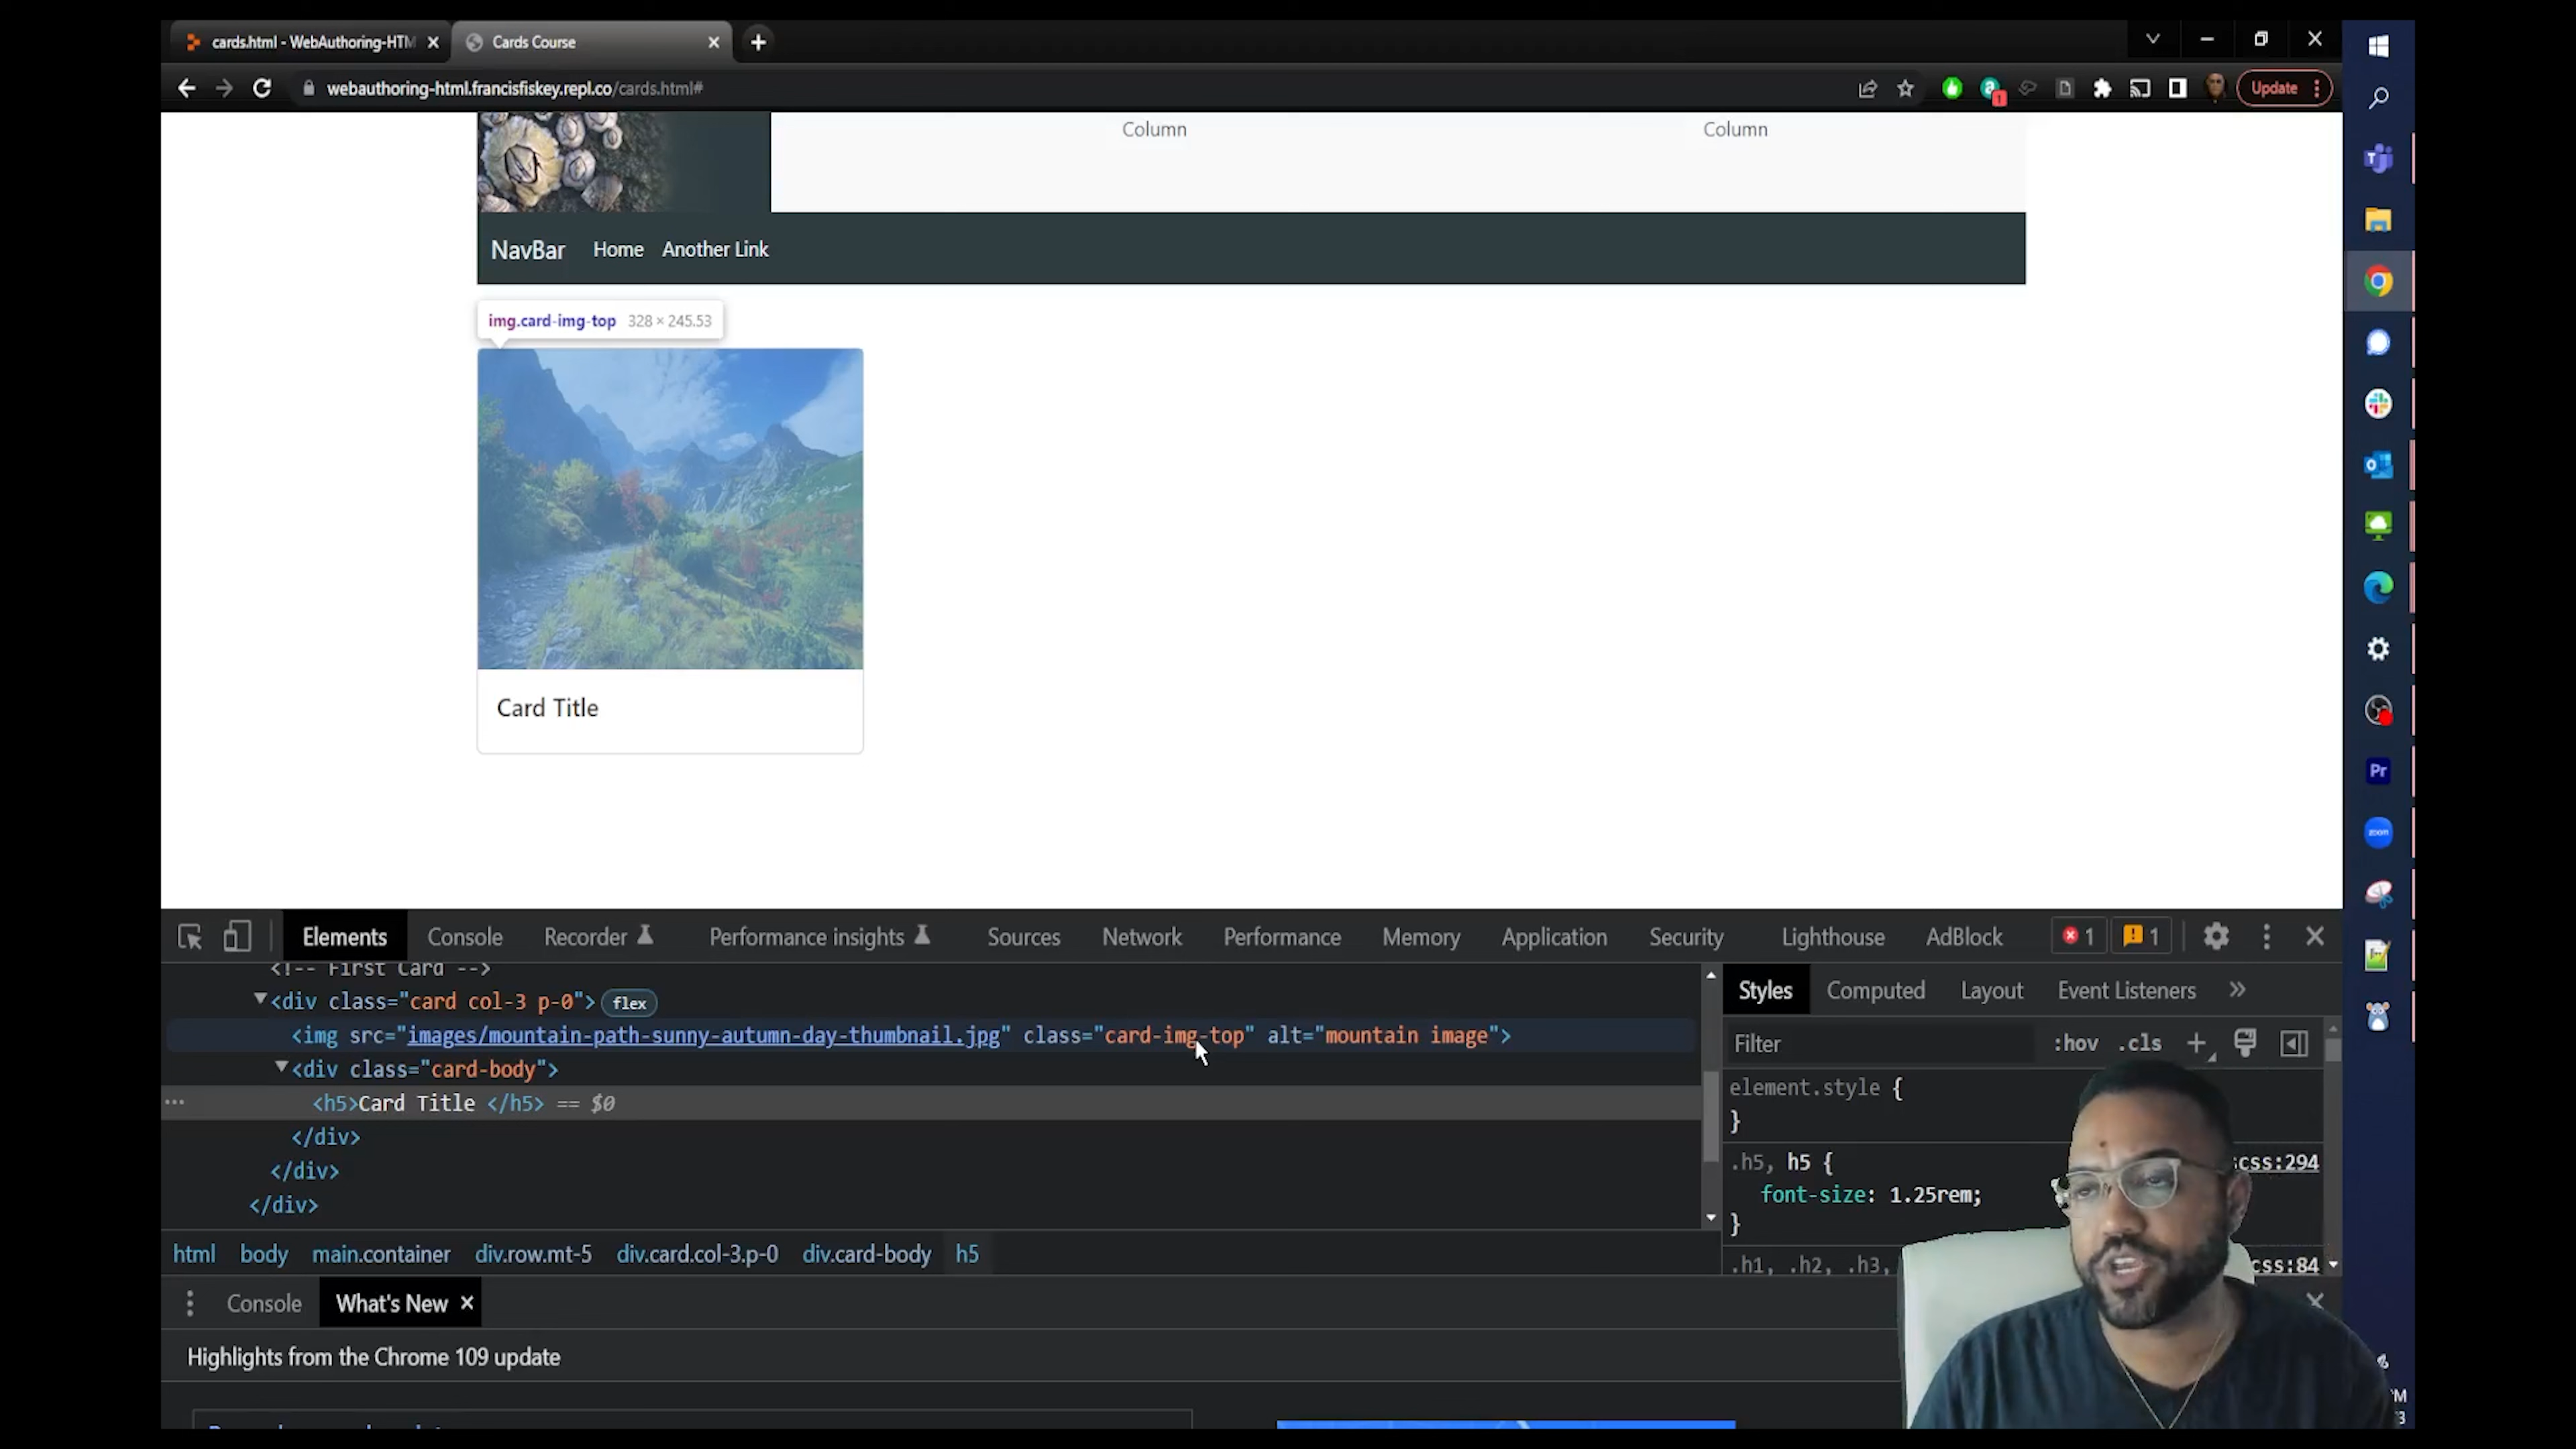 cards.html - WebAuthoring-HTM
Cards Course
webauthoring-html.francisfiskey.repl.co/cards.html#
1
Update
Column
Column
NavBar Home Another Link
img.card-img-top 328 × 245.53
Card Title
Elements Console Recorder Performance insights Sources Network Performance Memory Application Security Lighthouse AdBlock 1 1
<!-- First Card -->
<div class="card col-3 p-0"> flex
<img src="images/mountain-path-sunny-autumn-day-thumbnail.jpg" class="card-img-top" alt="mountain image">
<div class="card-body">
... <h5>Card Title </h5> == $0
</div>
</div>
</div>
html body main.container div.row.mt-5 div.card.col-3.p-0 div.card-body h5
Styles Computed Layout Event Listeners »
Filter :hov .cls +
element.style {
}
.h5, h5 { scss:294
font-size: 1.25rem;
}
.h1, .h2, .h3, css:84
Console What's New
Highlights from the Chrome 109 update
Pr
zoom